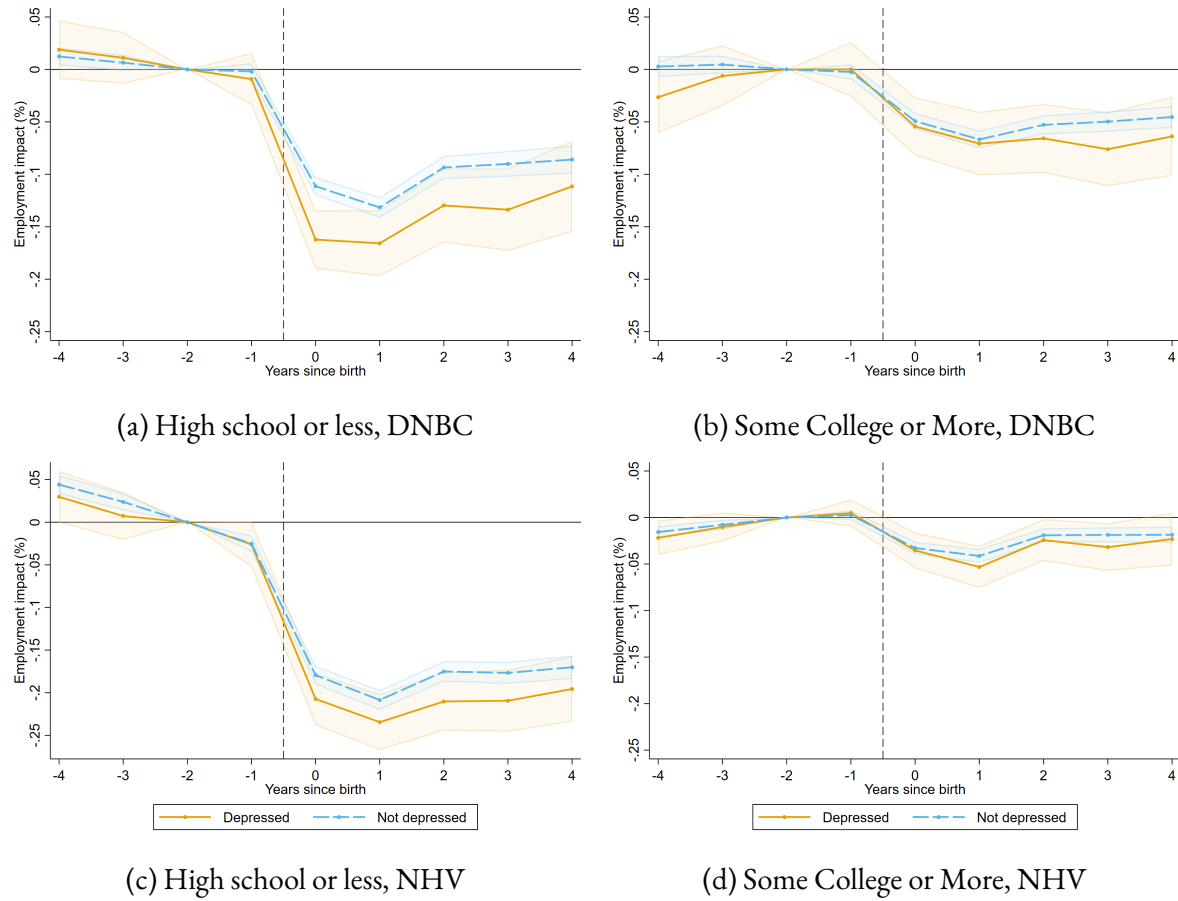 Employment impact (%)
.05
0
-.05
-.1
-.15
-.2
-.25
-4 -3 -2 -1 0 1 2 3 4
Years since birth
(a) High school or less, DNBC
Employment impact (%)
.05
0
-.05
-.1
-.15
-.2
-.25
-4 -3 -2 -1 0 1 2 3 4
Years since birth
(b) Some College or More, DNBC
Employment impact (%)
.05
0
-.05
-.1
-.15
-.2
-.25
-4 -3 -2 -1 0 1 2 3 4
Years since birth
Depressed Not depressed
(c) High school or less, NHV
Employment impact (%)
.05
0
-.05
-.1
-.15
-.2
-.25
-4 -3 -2 -1 0 1 2 3 4
Years since birth
Depressed Not depressed
(d) Some College or More, NHV